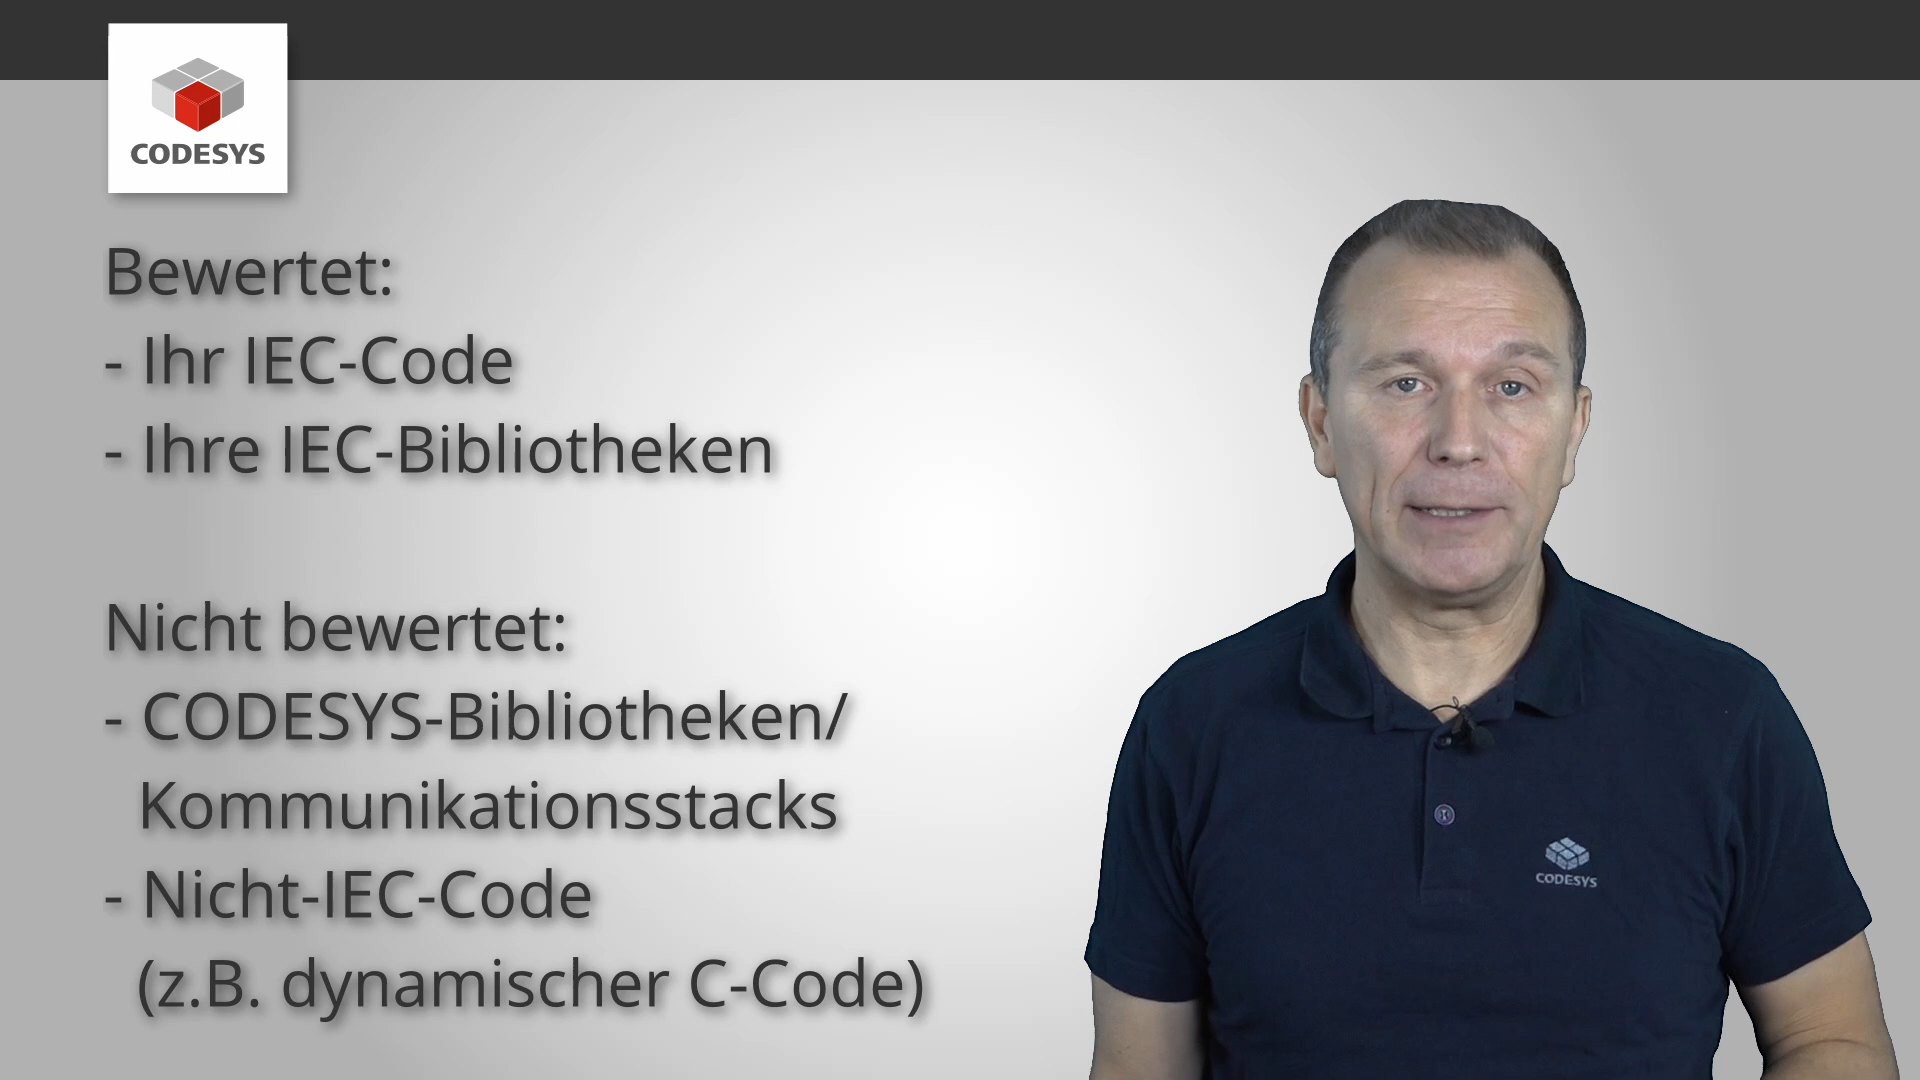 CODESYS
Bewertet:
- Ihr IEC-Code
- Ihre IEC-Bibliotheken
Nicht bewertet:
- CODESYS-Bibliotheken/
Kommunikationsstacks
- Nicht-IEC-Code
(z.B. dynamischer C-Code)
CODESYS